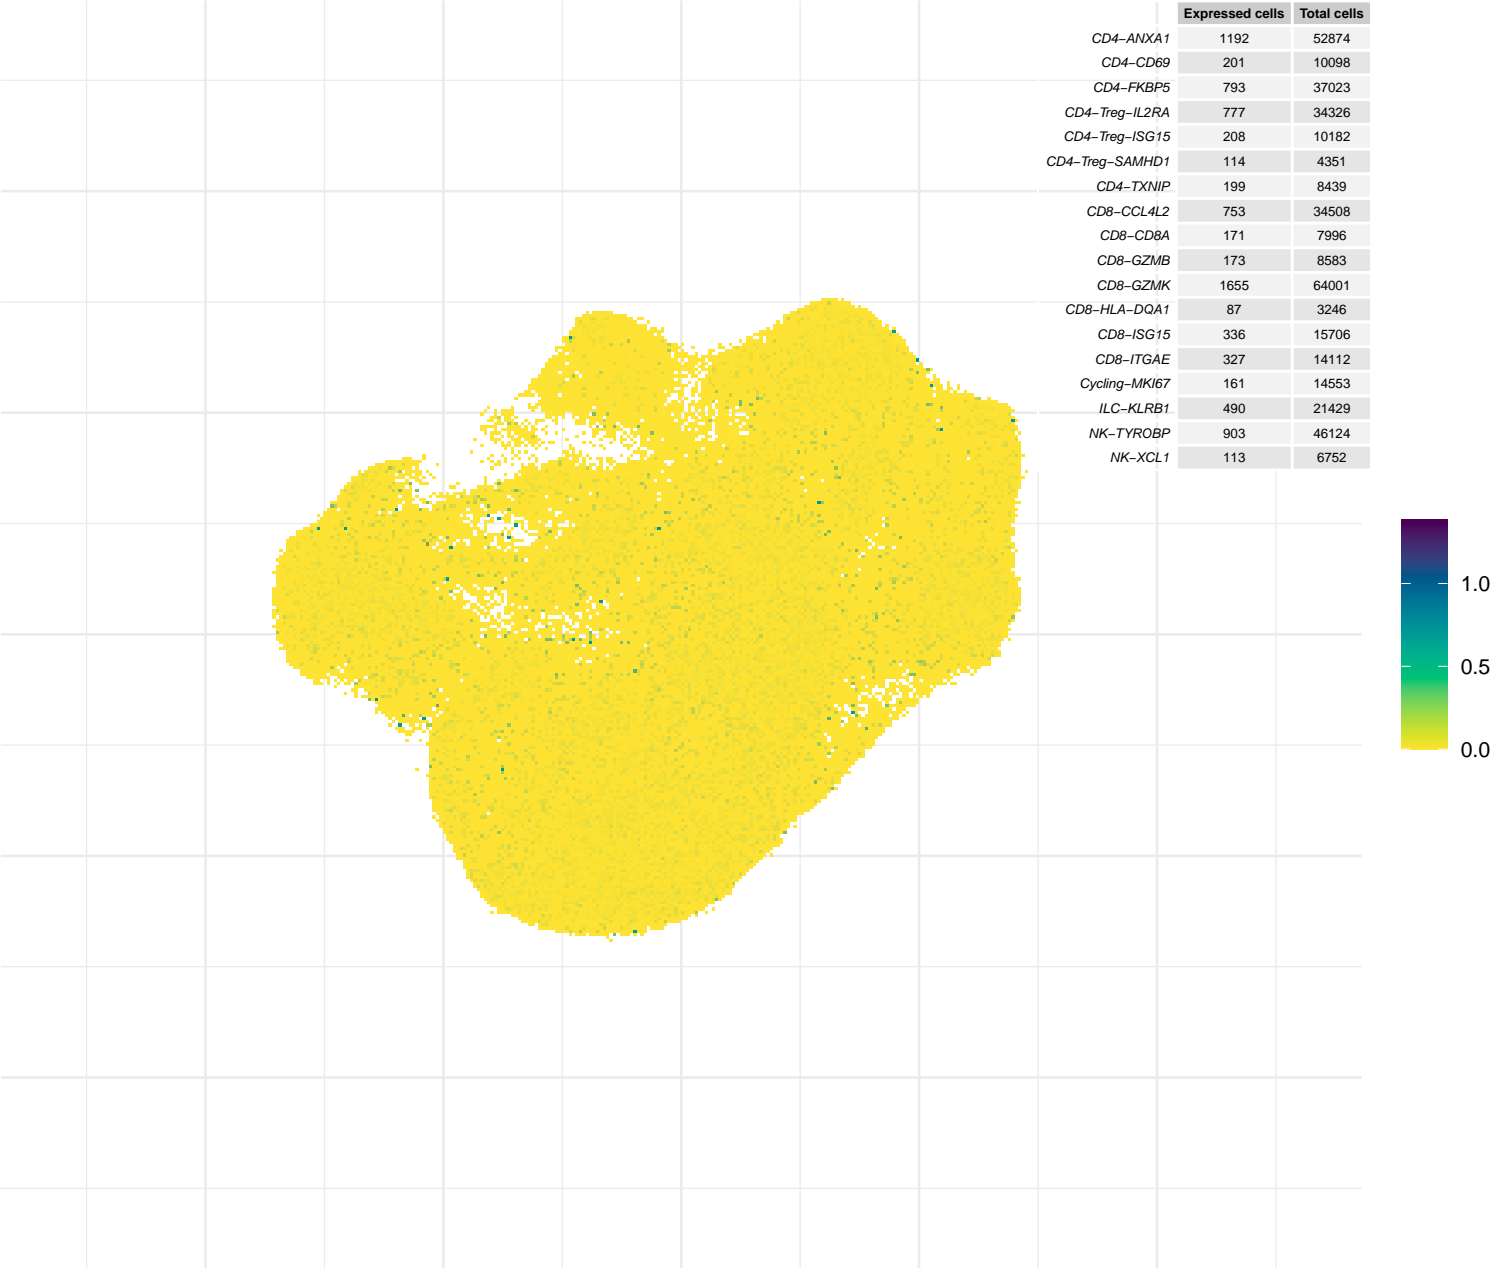 Expressed cells Total cells
CD4−ANXA1 1192 52874
CD4−CD69 201 10098
CD4−FKBP5 793 37023
CD4−Treg−IL2RA 777 34326
CD4−Treg−ISG15 208 10182
CD4−Treg−SAMHD1 114 4351
CD4−TXNIP 199 8439
CD8−CCL4L2 753 34508
CD8−CD8A 171 7996
CD8−GZMB 173 8583
CD8−GZMK 1655 64001
CD8−HLA−DQA1 87 3246
CD8−ISG15 336 15706
CD8−ITGAE 327 14112
Cycling−MKI67 161 14553
ILC−KLRB1 490 21429
NK−TYROBP 903 46124
NK−XCL1 113 6752
1.0
0.5
0.0